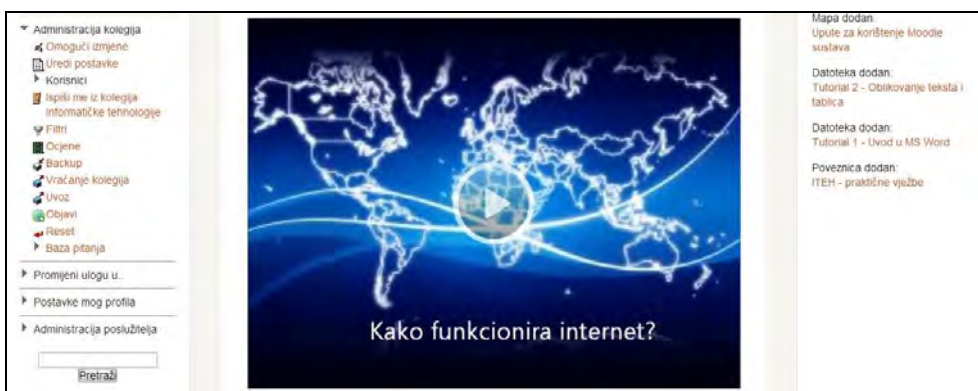 Administracija kolegija
Omogući izmjene
Uredi postavke
Korisnici
Ispiši me iz kolegija
informatičke tehnologije
Filtri
Ocjene
Backup
Vraćanje kolegija
Uvoz
Objavi
Reset
Baza pitanja
Promijeni ulogu u..
Postavke mog profila
Administracija poslužitelja
Pretraži
Kako funkcionira internet?
Mapa dodan:
Upute za korištenje Moodle
sustava
Datoteka dodan:
Tutorial 2 - Oblikovanje teksta i
tablica
Datoteka dodan:
Tutorial 1 - Uvod u MS Word
Poveznica dodan:
ITEH - praktične vježbe